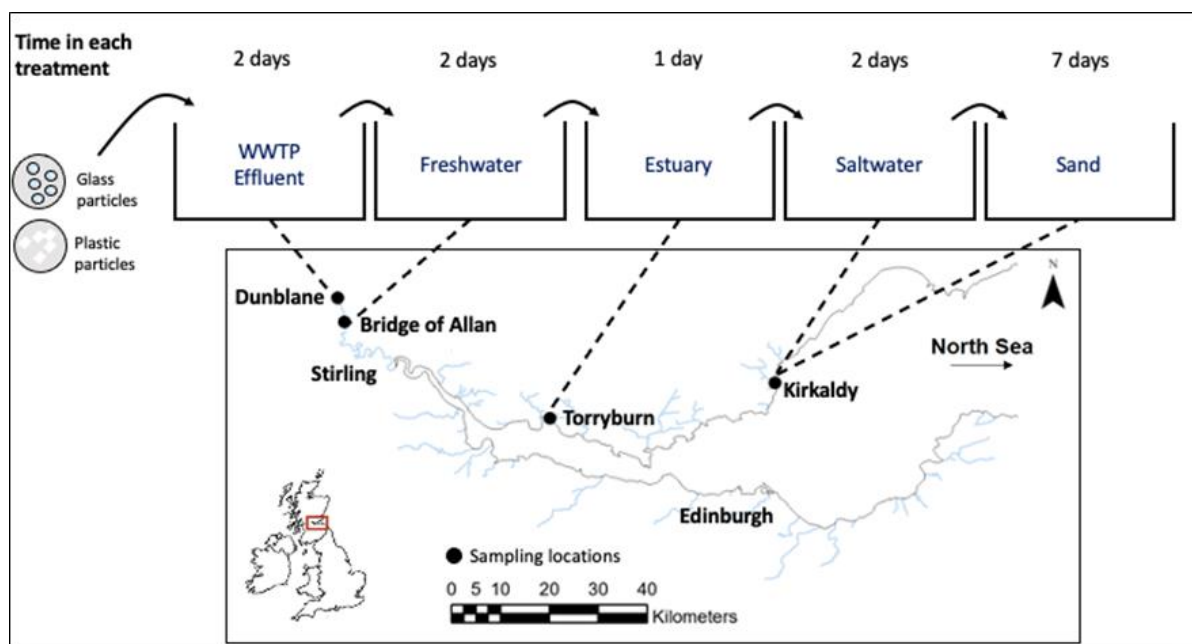 Time in each
treatment
2 days
2 days
1 day
2 days
7 days
Glass
particles
Plastic
particles
WWTP
Effluent
Freshwater
Estuary
Saltwater
Sand
Dunblane
Bridge of Allan
Stirling
Torryburn
Kirkaldy
Edinburgh
N
North Sea
Sampling locations
0 5 10 20 30 40
Kilometers